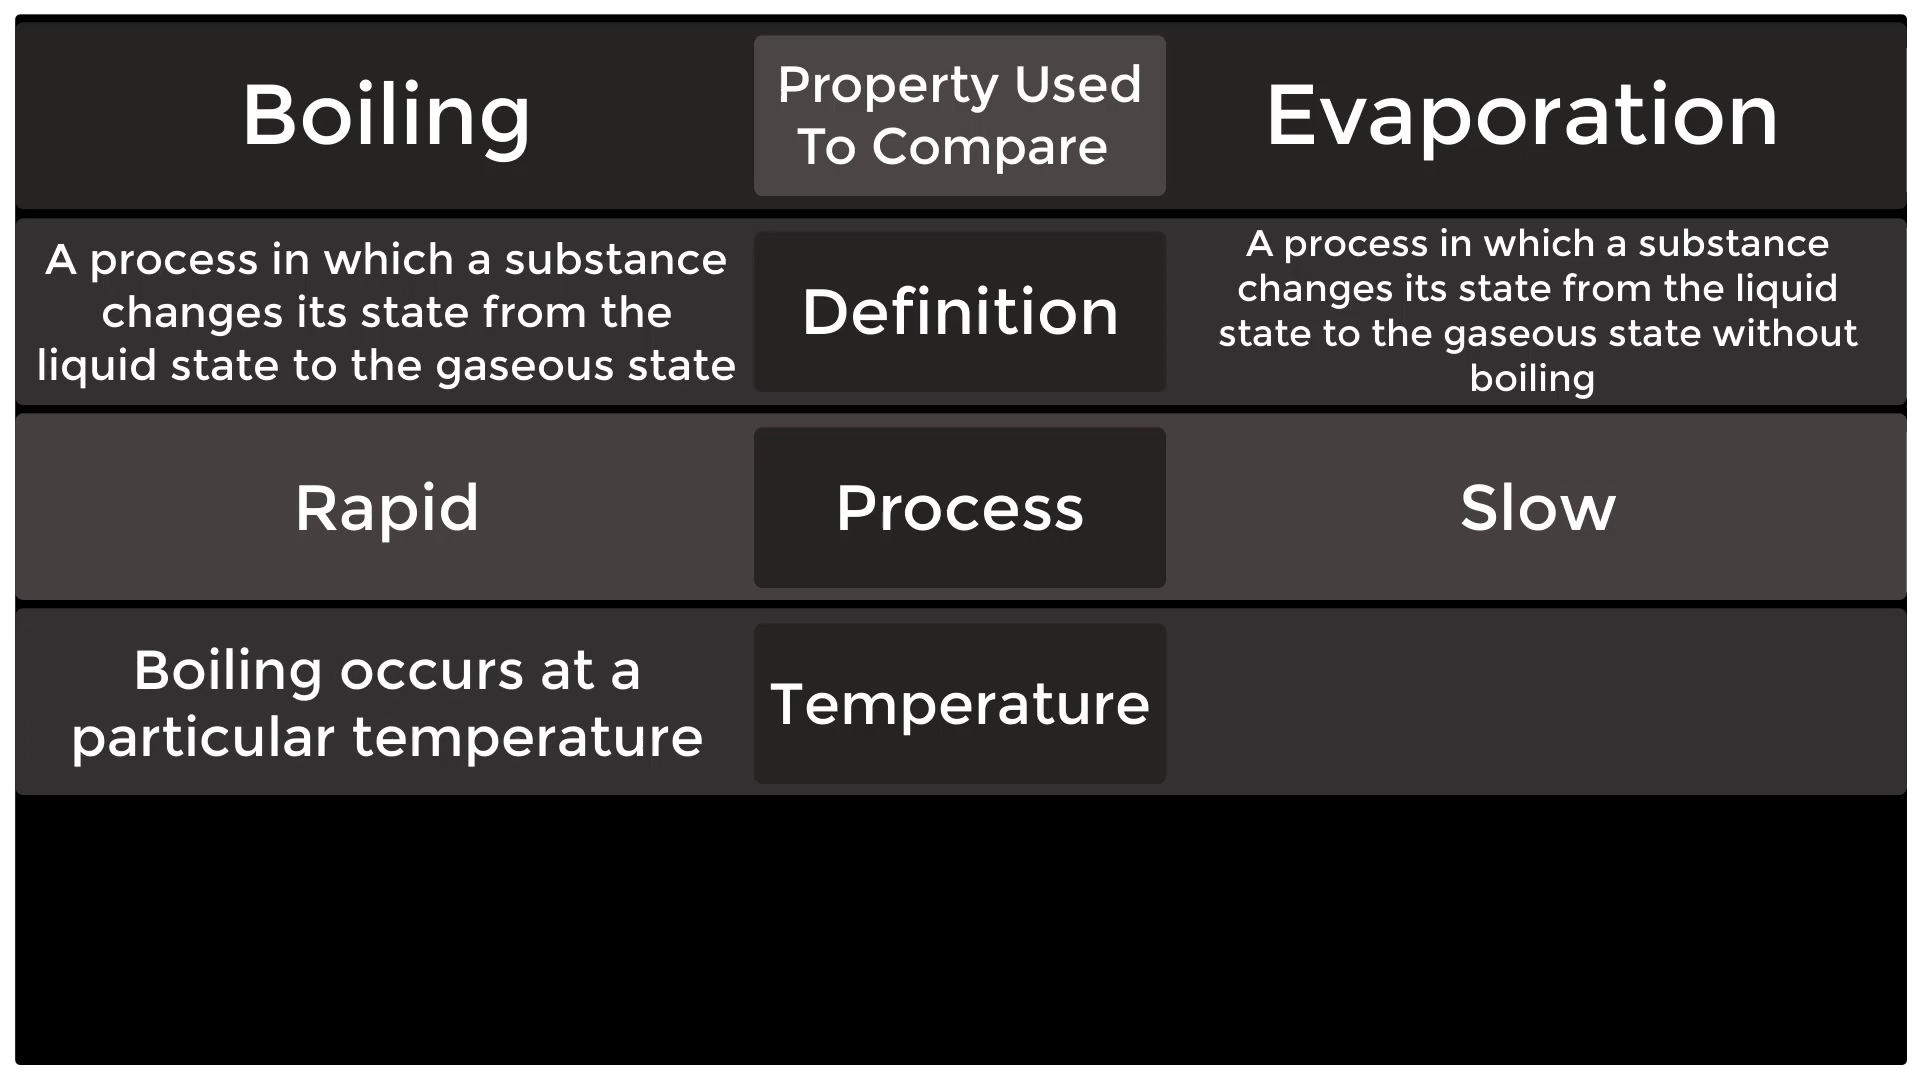 Boiling
Property Used
To Compare
Evaporation
A process in which a substance
changes its state from the
liquid state to the gaseous state
Definition
A process in which a substance
changes its state from the liquid
state to the gaseous state without
boiling
Rapid
Process
Slow
Boiling occurs at a
particular temperature
Temperature